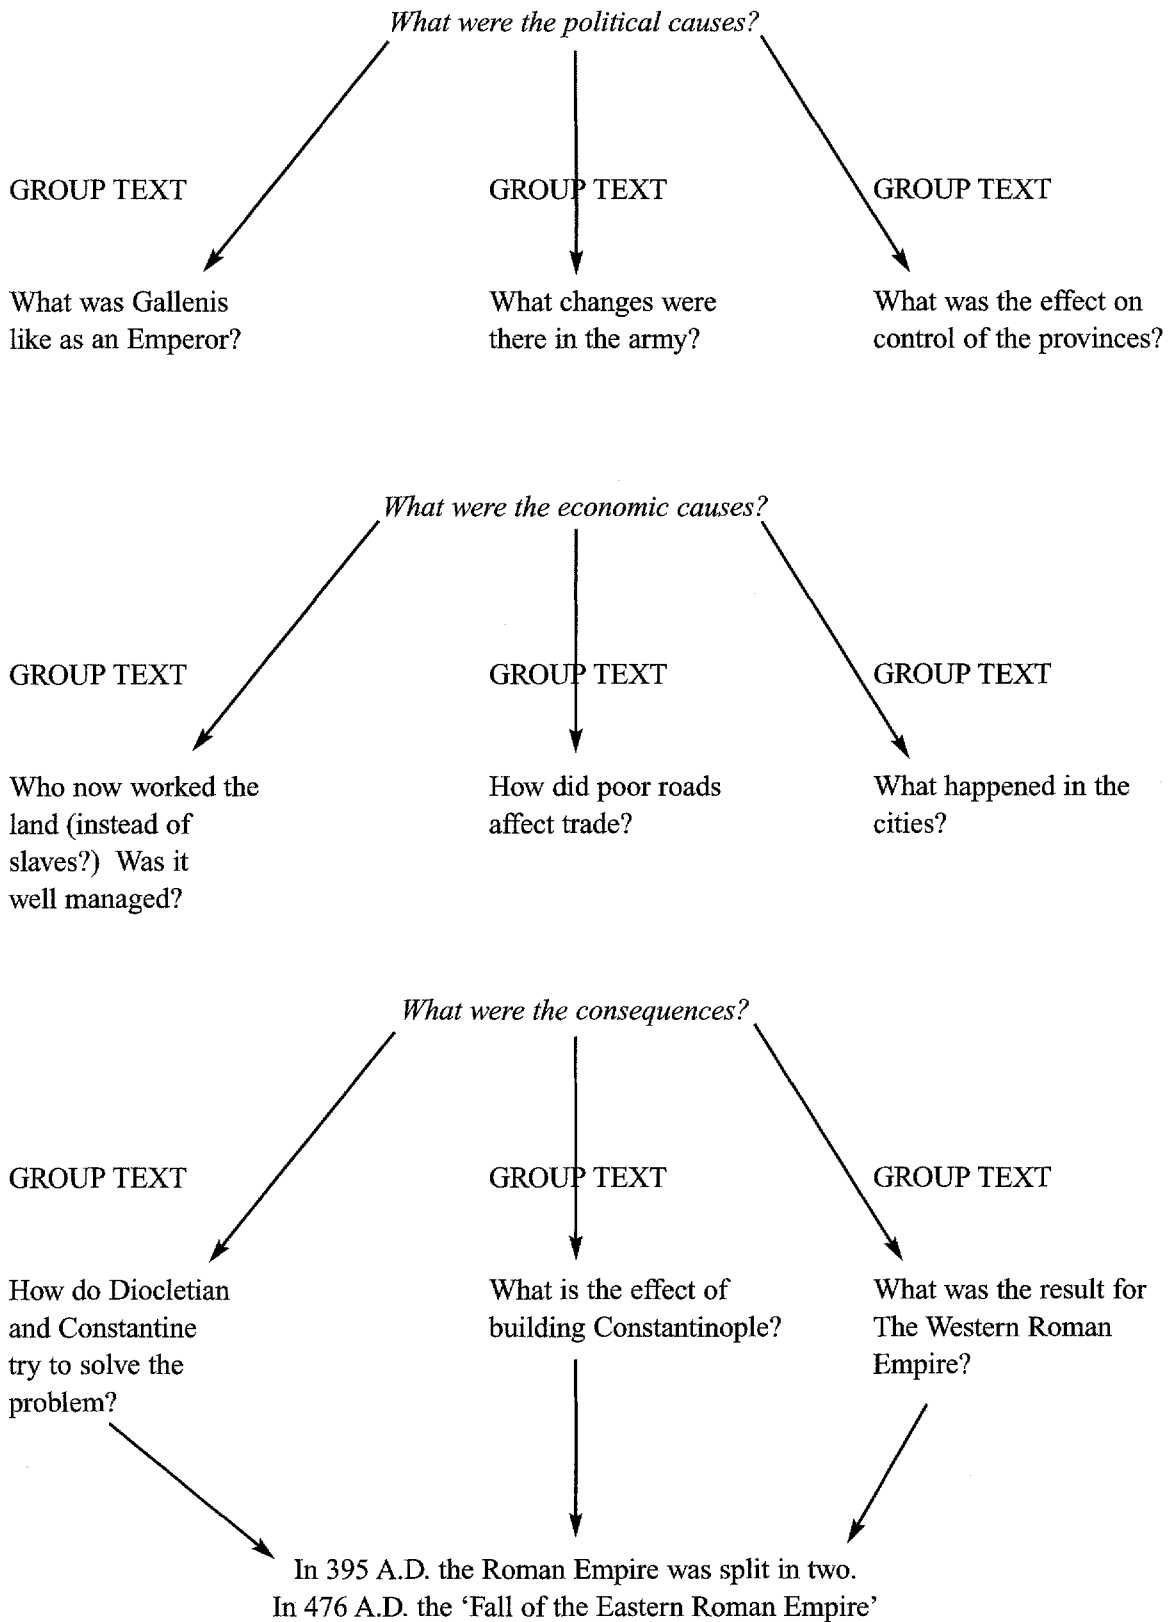 What were the political causes?
GROUP TEXT
GROUP TEXT
GROUP TEXT
What was Gallenis
like as an Emperor?
What changes were
there in the army?
What was the effect on
control of the provinces?
What were the economic causes?
GROUP TEXT
GROUP TEXT
GROUP TEXT
Who now worked the
land (instead of
slaves?) Was it
well managed?
How did poor roads
affect trade?
What happened in the
cities?
What were the consequences?
GROUP TEXT
GROUP TEXT
GROUP TEXT
How do Diocletian
and Constantine
try to solve the
problem?
What is the effect of
building Constantinople?
What was the result for
The Western Roman
Empire?
In 395 A.D. the Roman Empire was split in two.
In 476 A.D. the ‘Fall of the Eastern Roman Empire’